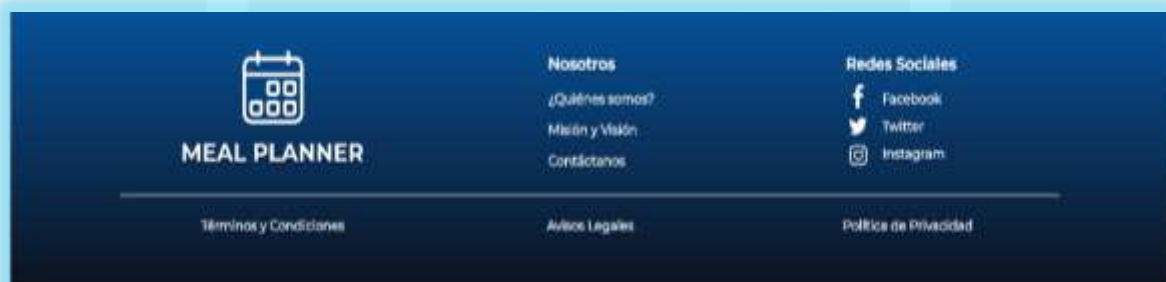 MEAL PLANNER
Nosotros
¿Quiénes somos?
Misión y Visión
Contáctanos
Redes Sociales
Facebook
Twitter
Instagram
Términos y Condiciones
Avisos Legales
Política de Privacidad